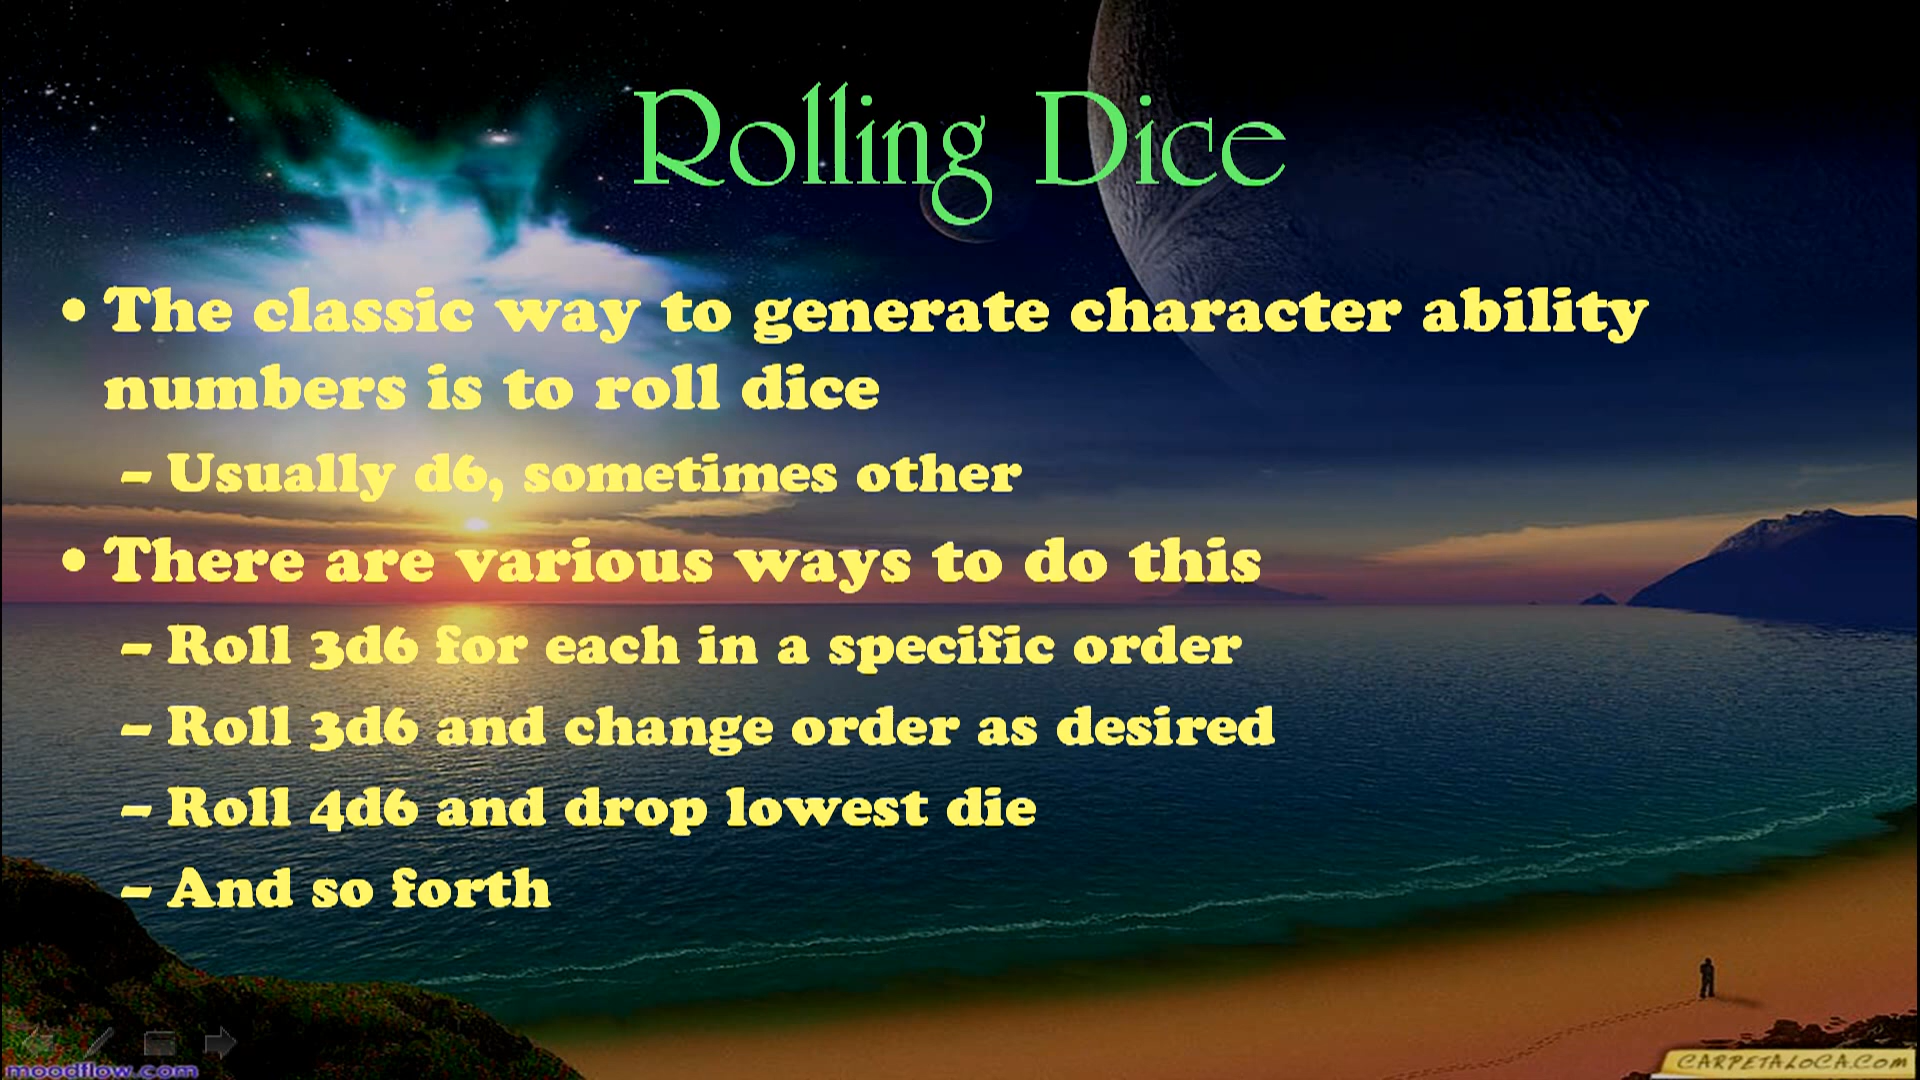 Rolling Dice
• The classic way to generate character ability
numbers is to roll dice
– Usually d6, sometimes other
• There are various ways to do this
– Roll 3d6 for each in a specific order
– Roll 3d6 and change order as desired
– Roll 4d6 and drop lowest die
– And so forth
moodflow.com
CARPETALOCA.COM